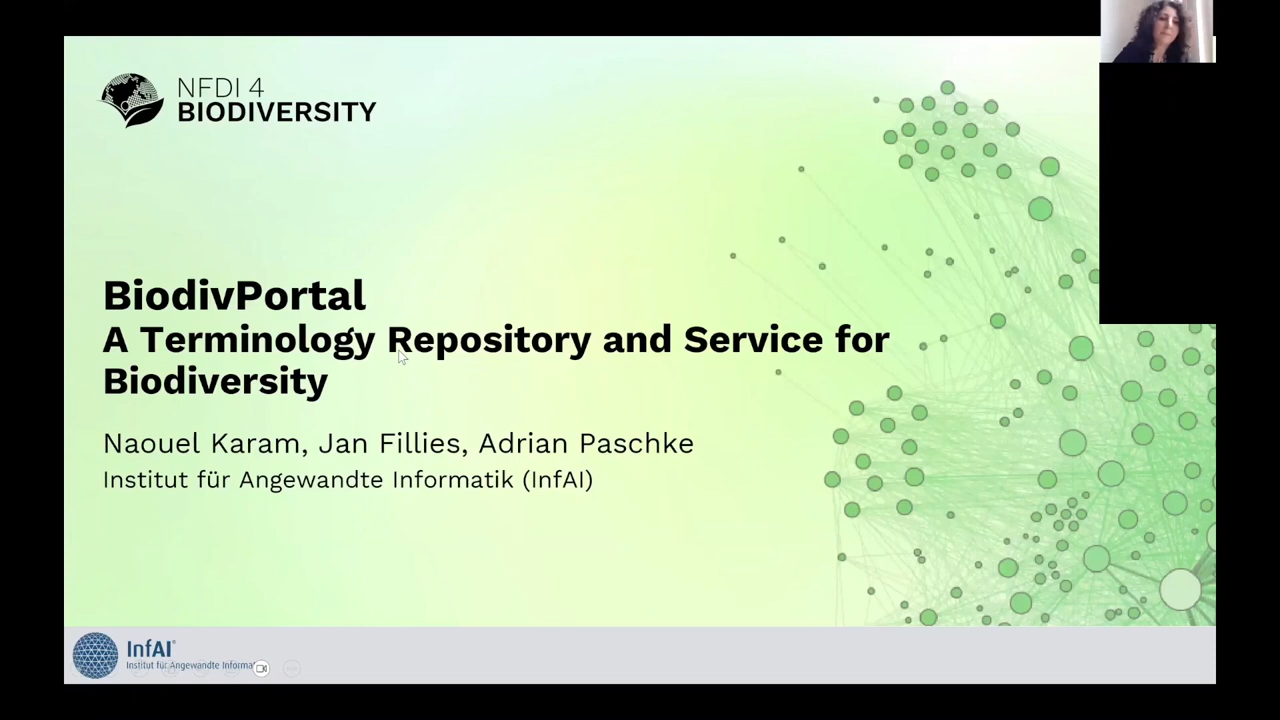 NFDI 4
BIODIVERSITY
BiodivPortal
A Terminology Repository and Service for
Biodiversity
Naouel Karam, Jan Fillies, Adrian Paschke
Institut für Angewandte Informatik (InfAI)
InfAI®
Institut für Angewandte Informat